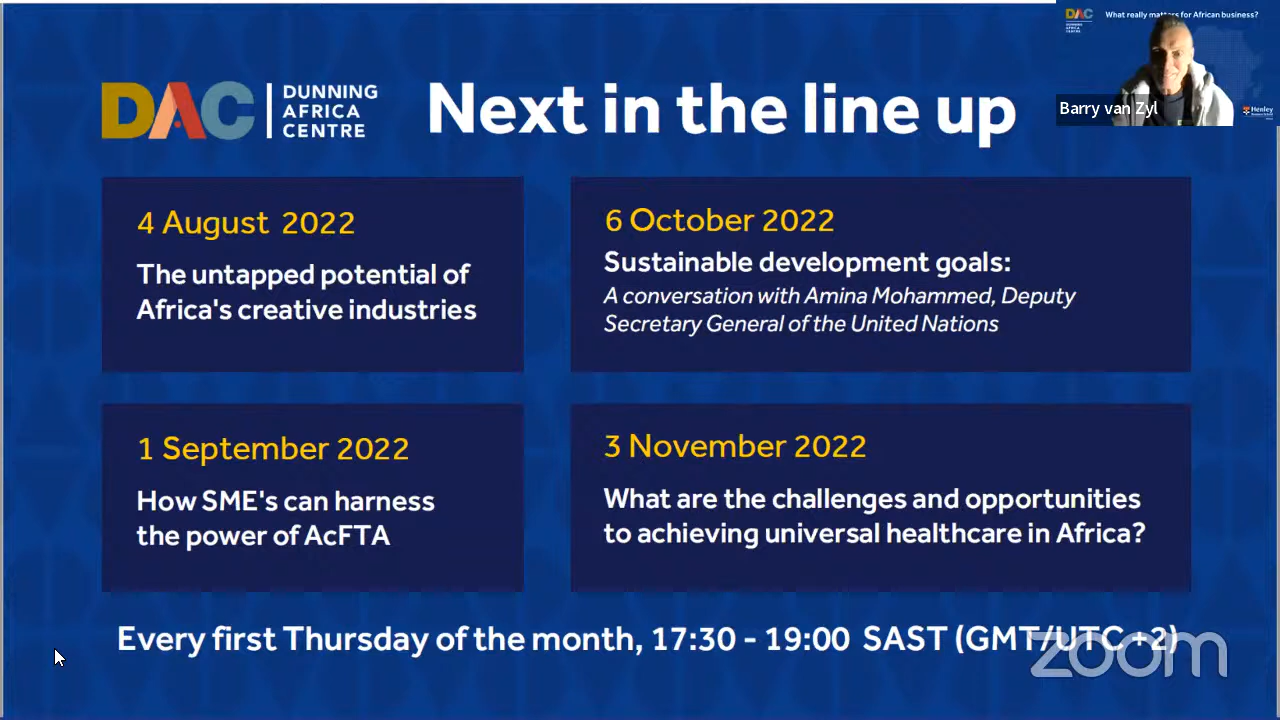 DAC
DUNNING
AFRICA
CENTRE
Next in the line up
DAC
What really matters for African business?
Barry van Zyl
Henley
4 August 2022
The untapped potential of
Africa's creative industries
6 October 2022
Sustainable development goals:
A conversation with Amina Mohammed, Deputy
Secretary General of the United Nations
1 September 2022
How SME's can harness
the power of AcFTA
3 November 2022
What are the challenges and opportunities
to achieving universal healthcare in Africa?
Every first Thursday of the month, 17:30 - 19:00 SAST (GMT/UTC +2)
zoom